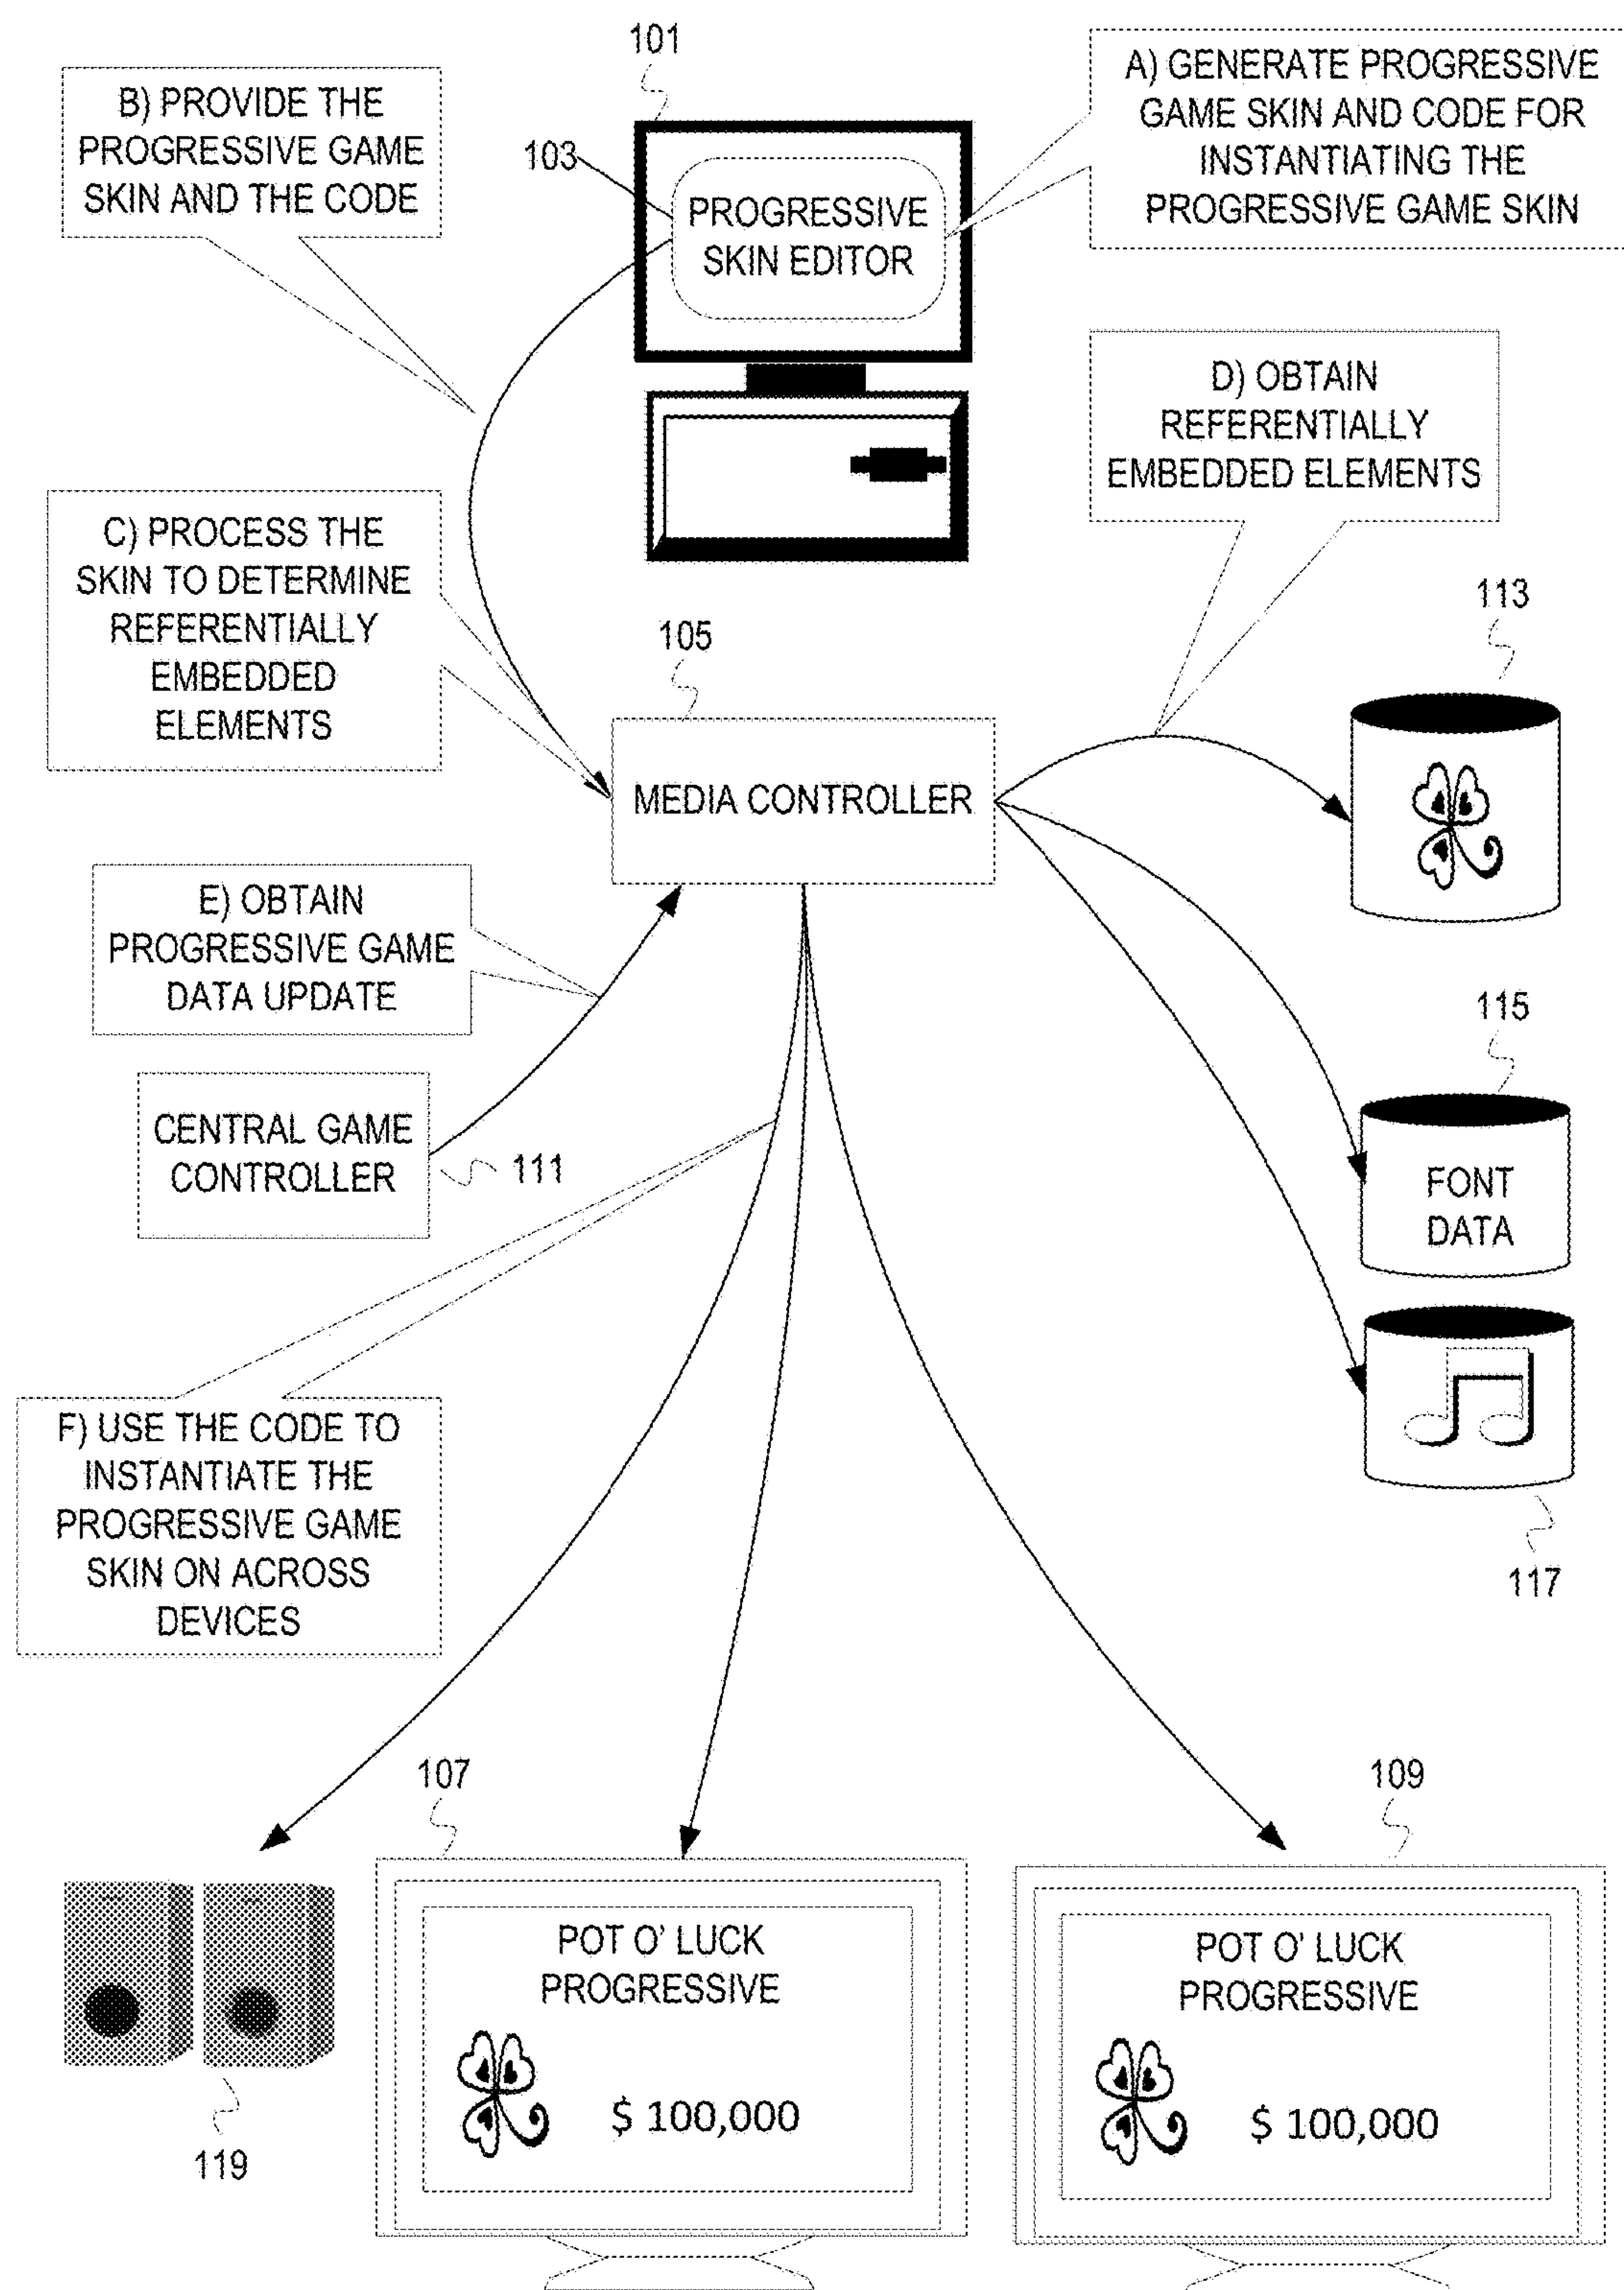 101
A) GENERATE PROGRESSIVE
GAME SKIN AND CODE FOR
INSTANTIATING THE
PROGRESSIVE GAME SKIN
B) PROVIDE THE
PROGRESSIVE GAME
SKIN AND THE CODE
103
PROGRESSIVE
SKIN EDITOR
D) OBTAIN
REFERENTIALLY
EMBEDDED ELEMENTS
C) PROCESS THE
SKIN TO DETERMINE
REFERENTIALLY
EMBEDDED
ELEMENTS
105
113
MEDIA CONTROLLER
E) OBTAIN
PROGRESSIVE GAME
DATA UPDATE
115
CENTRAL GAME
CONTROLLER
111
FONT
DATA
F) USE THE CODE TO
INSTANTIATE THE
PROGRESSIVE GAME
SKIN ON ACROSS
DEVICES
117
107
109
POT O' LUCK
PROGRESSIVE
$ 100,000
POT O' LUCK
PROGRESSIVE
$ 100,000
119